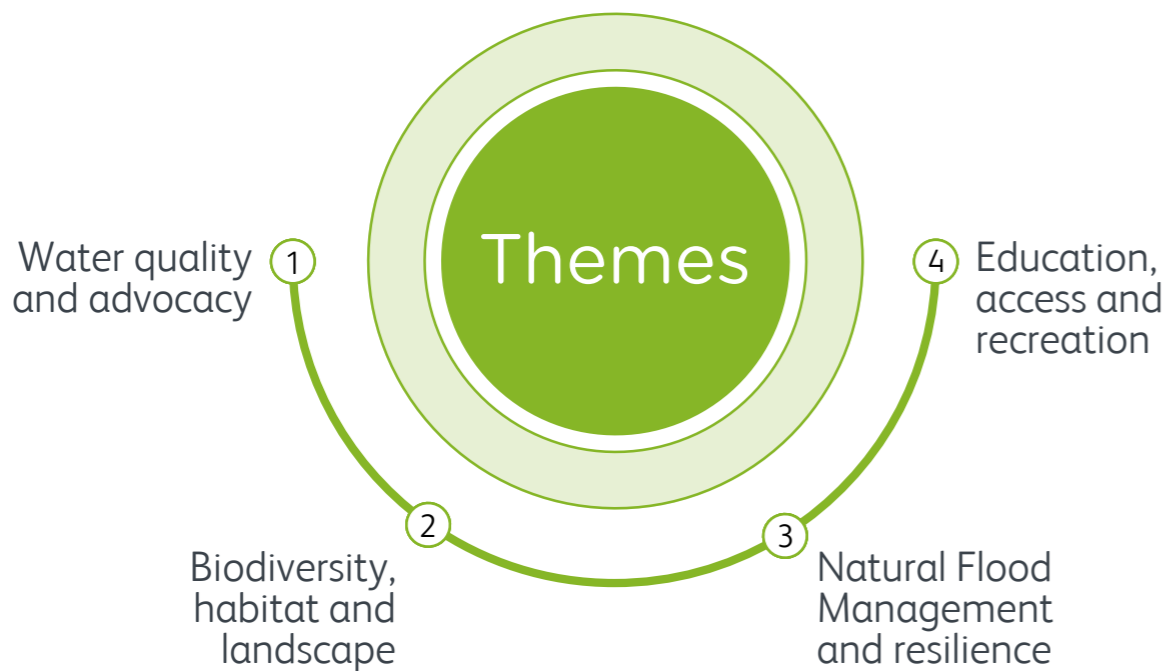 Themes
1
Water quality
and advocacy
2
Biodiversity,
habitat and
landscape
3
Natural Flood
Management
and resilience
4
Education,
access and
recreation